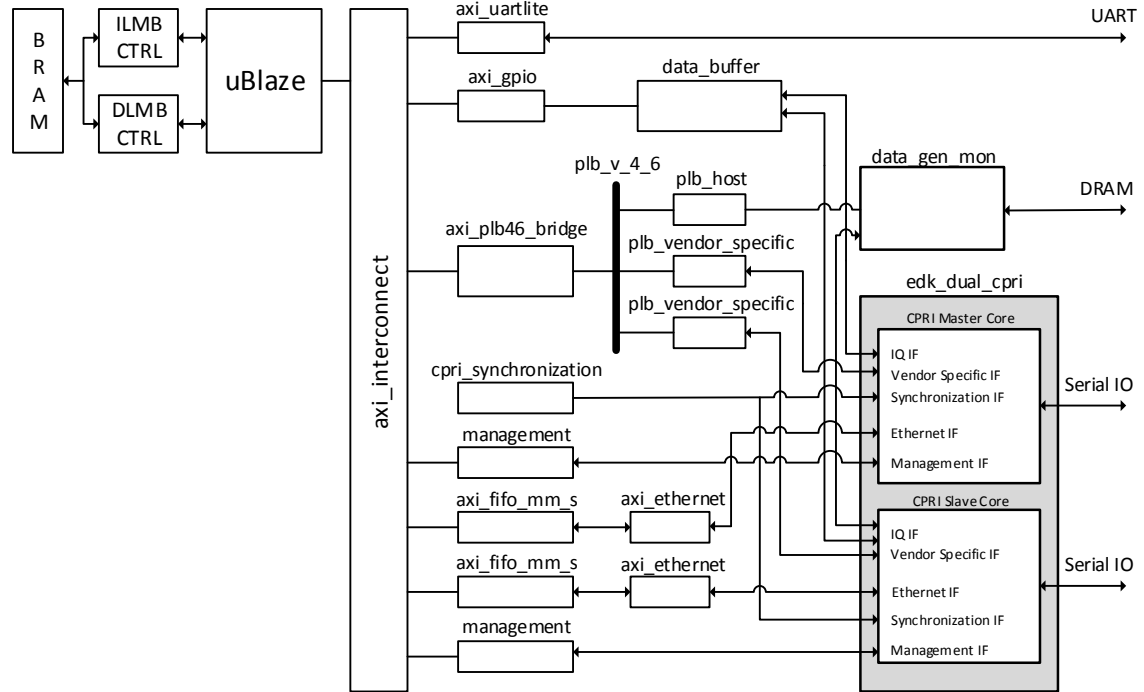 B
R
A
M
ILMB
CTRL
DLMB
CTRL
uBlaze
axi_interconnect
axi_uartlite
UART
axi_gpio
data_buffer
plb_v_4_6
plb_host
data_gen_mon
DRAM
axi_plb46_bridge
plb_vendor_specific
plb_vendor_specific
edk_dual_cpri
CPRI Master Core
IQ IF
Vendor Specific IF
Synchronization IF
Ethernet IF
Management IF
Serial IO
cpri_synchronization
management
axi_fifo_mm_s
axi_ethernet
axi_fifo_mm_s
axi_ethernet
management
CPRI Slave Core
IQ IF
Vendor Specific IF
Ethernet IF
Synchronization IF
Management IF
Serial IO